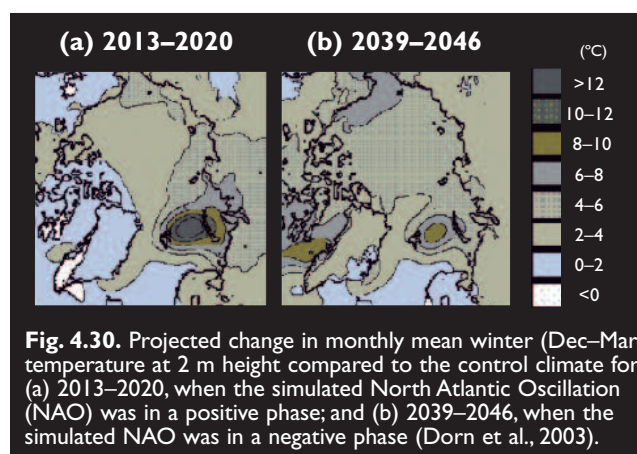 (a) 2013–2020 (b) 2039–2046
(°C)
>12
10–12
8–10
6–8
4–6
2–4
0–2
<0
Fig. 4.30. Projected change in monthly mean winter (Dec–Mar
temperature at 2 m height compared to the control climate for
(a) 2013–2020, when the simulated North Atlantic Oscillation
(NAO) was in a positive phase; and (b) 2039–2046, when the
simulated NAO was in a negative phase (Dorn et al., 2003).